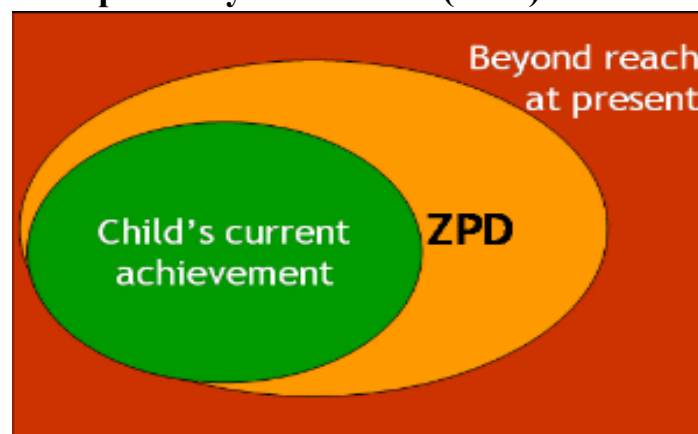 Beyond reach
at present
Child's current
achievement
ZPD